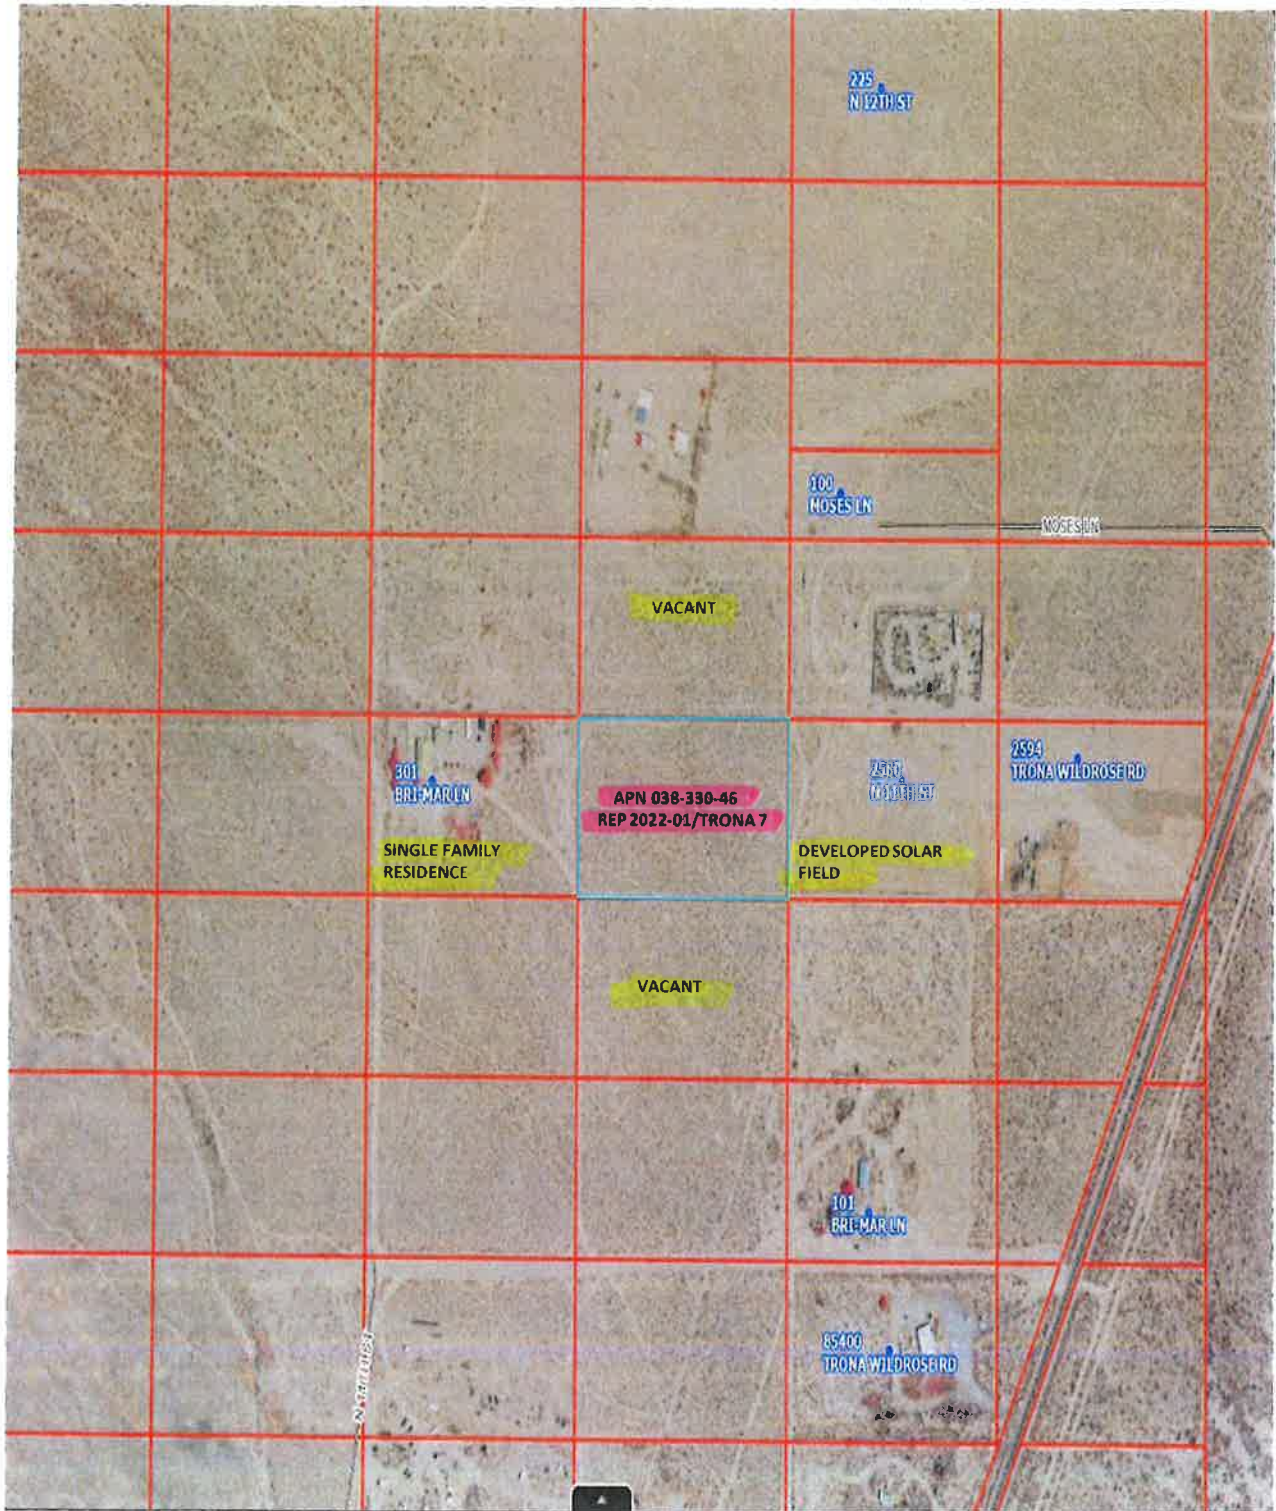 225
N 12TH ST
100
MOSES LN
MOSES LN
VACANT
301
BRI-MAR LN
APN 038-330-46
REP 2022-01/TRONA 7
2594
TRONA WILDROSE RD
SINGLE FAMILY
RESIDENCE
DEVELOPED SOLAR
FIELD
VACANT
101
BRI-MAR LN
85400
TRONA WILDROSE RD